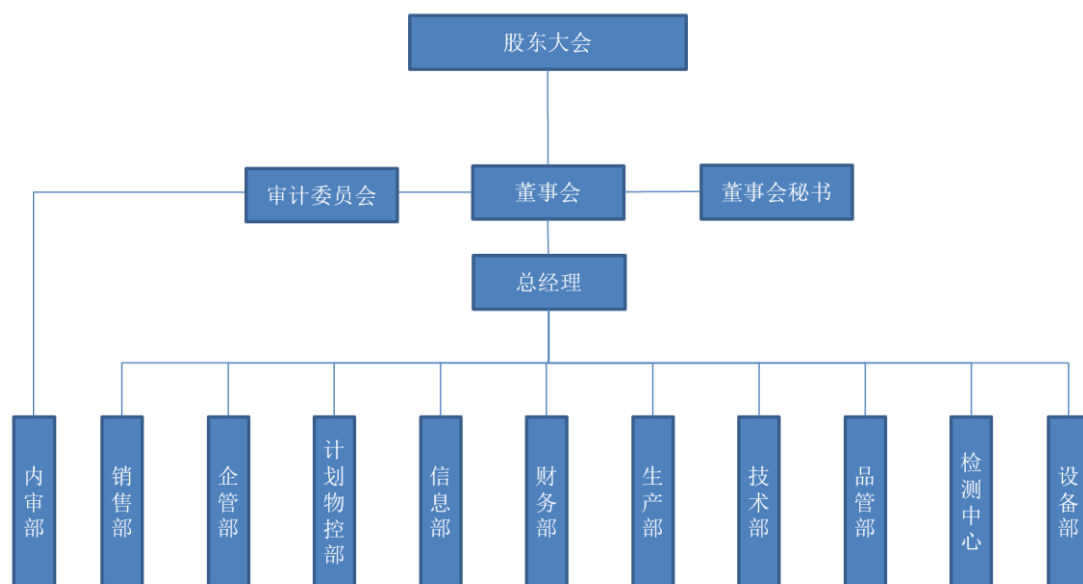 股东大会
审计委员会
董事会
董事会秘书
总经理
内审部
销售部
企管部
计划物控部
信息部
财务部
生产部
技术部
品管部
检测中心
设备部